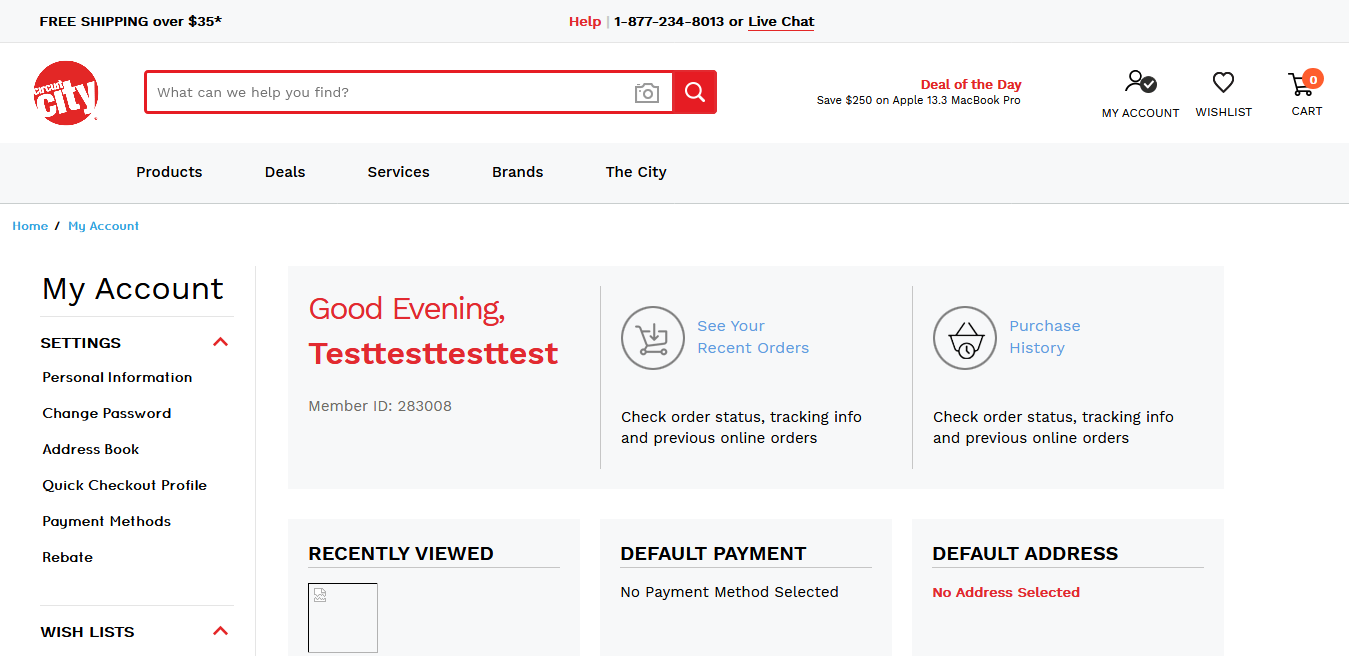 FREE SHIPPING over $35*
Help | 1-877-234-8013 or Live Chat
circuit
city
What can we help you find?
Deal of the Day
Save $250 on Apple 13.3 MacBook Pro
MY ACCOUNT
WISHLIST
0
CART
Products
Deals
Services
Brands
The City
Home / My Account
My Account
SETTINGS
Personal Information
Change Password
Address Book
Quick Checkout Profile
Payment Methods
Rebate
WISH LISTS
Good Evening,
Testtesttesttest
Member ID: 283008
See Your
Recent Orders
Check order status, tracking info
and previous online orders
Purchase
History
Check order status, tracking info
and previous online orders
RECENTLY VIEWED
DEFAULT PAYMENT
No Payment Method Selected
DEFAULT ADDRESS
No Address Selected